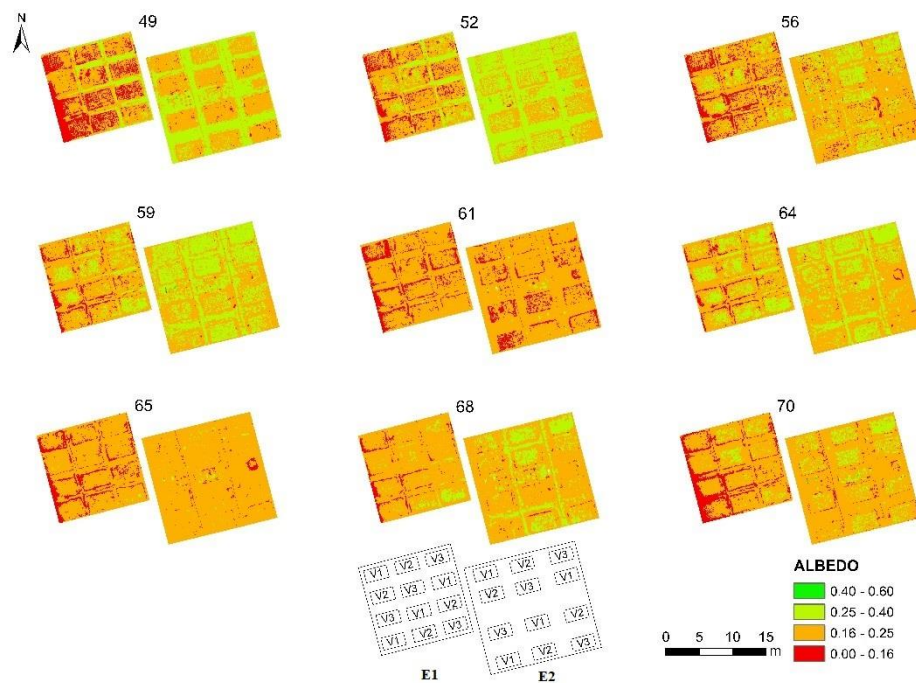 N
49
52
56
59
61
64
65
68
70
V1 V2 V3
V2 V3 V1
V3 V1 V2
V1 V2 V3
E1
V1 V2 V3
V2 V3 V1
V3 V1 V2
V1 V2 V3
E2
ALBEDO
0.40 - 0.60
0.25 - 0.40
0.16 - 0.25
0.00 - 0.16
0 5 10 15
m